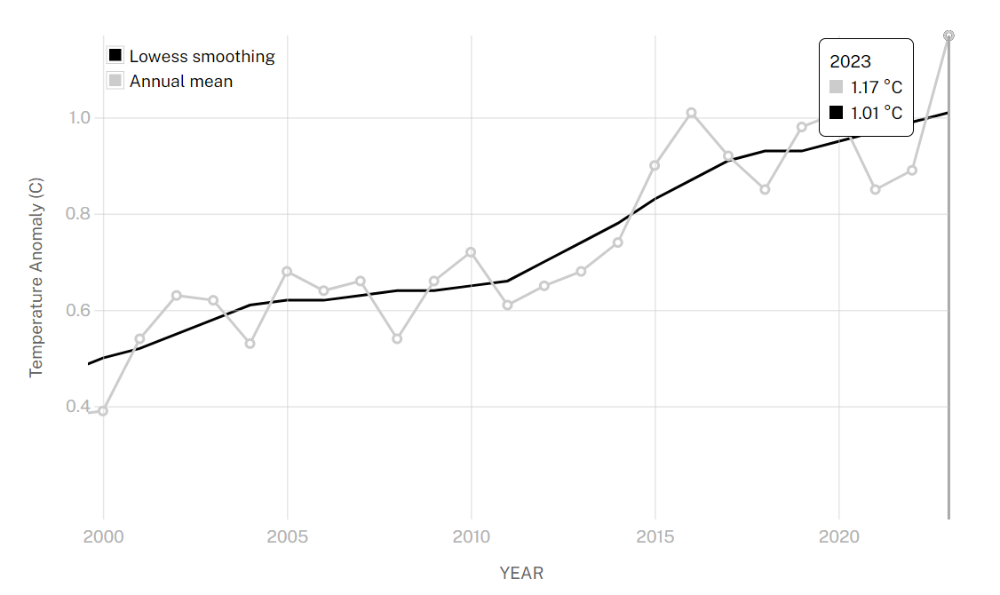 Lowess smoothing
Annual mean
2023
1.17 °C
1.01 °C
1.0
0.8
0.6
0.4
Temperature Anomaly (C)
2000 2005 2010 2015 2020
YEAR